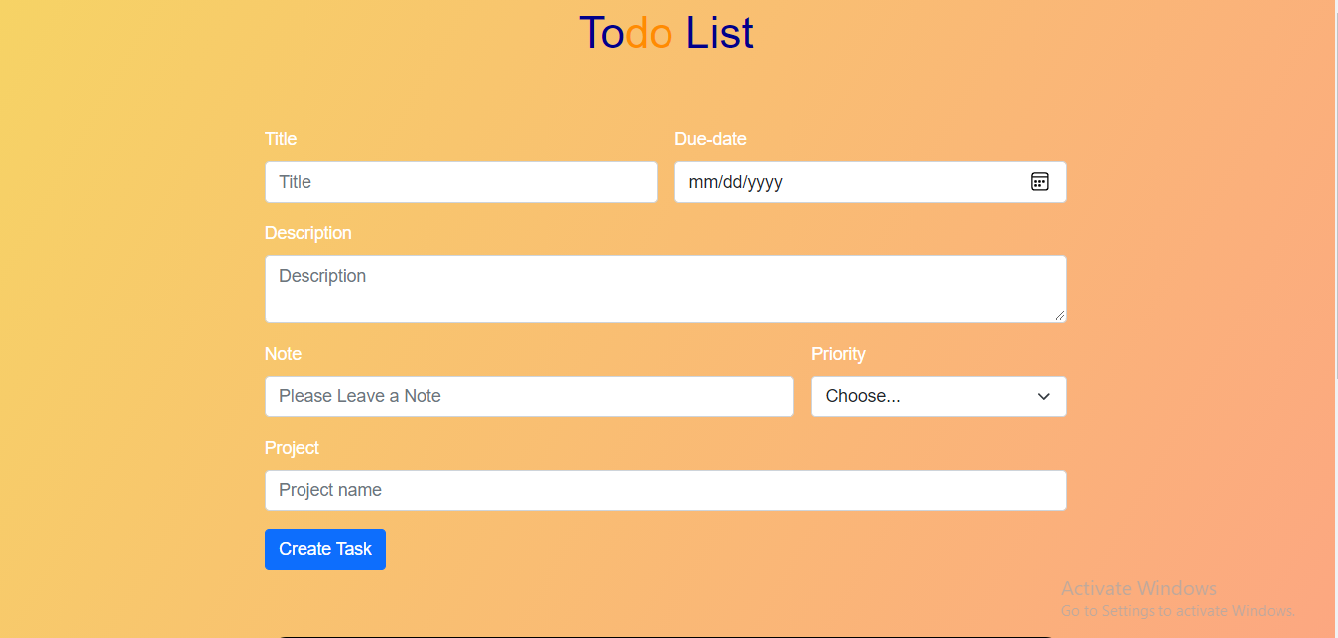 Todo List
Title Due-date
Title mm/dd/yyyy
Description
Description
Note Priority
Please Leave a Note Choose...
Project
Project name
Create Task
Activate Windows
Go to Settings to activate Windows.